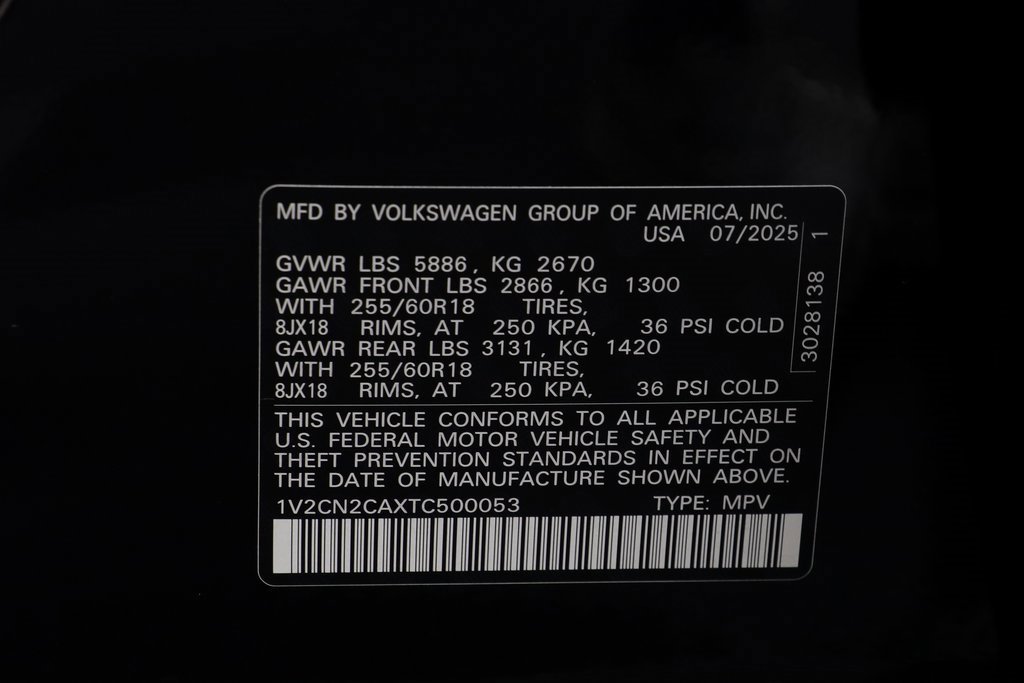 MFD BY VOLKSWAGEN GROUP OF AMERICA, INC.
USA 07/2025
GVWR LBS 5886, KG 2670
GAWR FRONT LBS 2866, KG 1300
WITH 255/60R18 TIRES,
8JX18 RIMS, AT 250 KPA, 36 PSI COLD
GAWR REAR LBS 3131, KG 1420
WITH 255/60R18 TIRES,
8JX18 RIMS, AT 250 KPA, 36 PSI COLD
3028138 1
THIS VEHICLE CONFORMS TO ALL APPLICABLE
U.S. FEDERAL MOTOR VEHICLE SAFETY AND
THEFT PREVENTION STANDARDS IN EFFECT ON
THE DATE OF MANUFACTURE SHOWN ABOVE.
1V2CN2CAXTC500053 TYPE: MPV